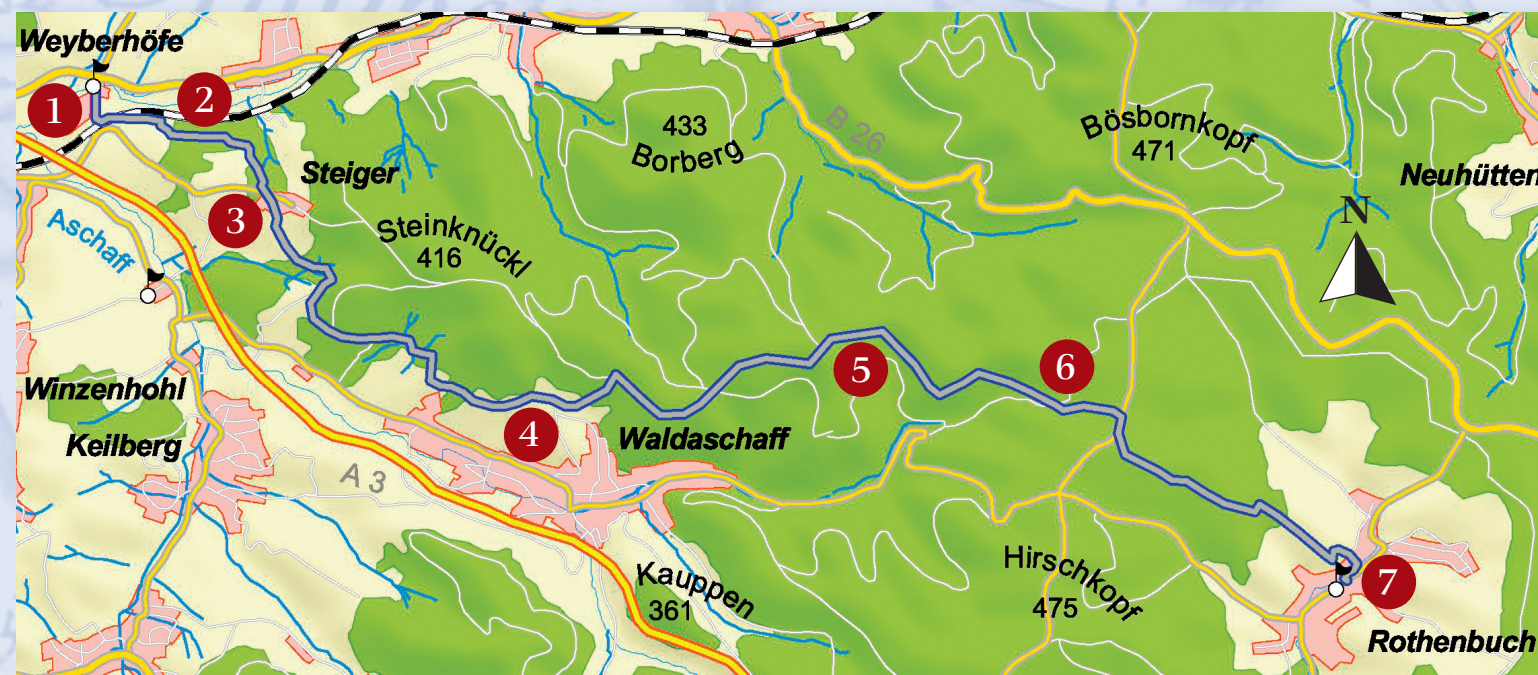 Weyberhöfe
1
2
433
Borberg
B 26
Bösbornkopf
471
Neuhütten
Steiger
3
Aschaff
Steinknückl
416
N
Winzenhohl
Keilberg
A 3
4
Waldaschaff
5
6
Kauppen
361
Hirschkopf
475
7
Rothenbuch